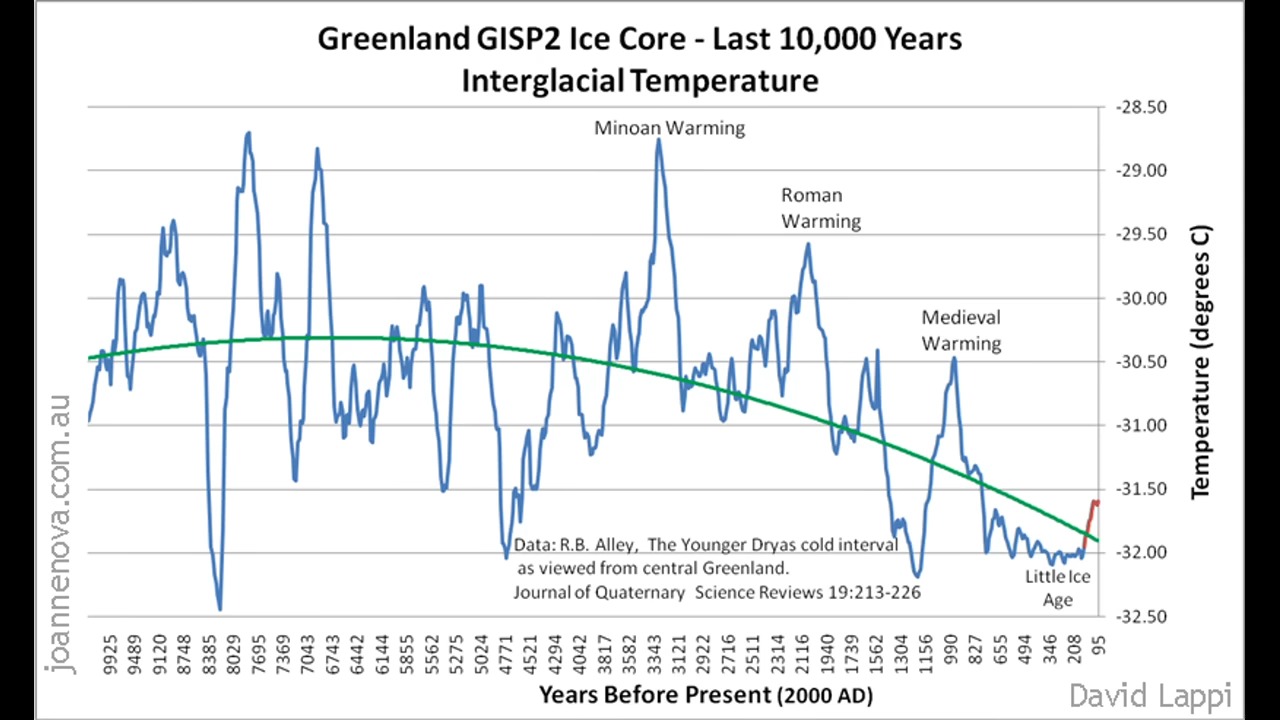 Greenland GISP2 Ice Core - Last 10,000 Years
Interglacial Temperature
-28.50
Minoan Warming
-29.00
Roman
Warming
-29.50
-30.00
Medieval
Warming
-30.50
-31.00
-31.50
Data: R.B. Alley, The Younger Dryas cold interval
as viewed from central Greenland.
Journal of Quaternary Science Reviews 19:213-226
-32.00
Little Ice
Age
-32.50
Temperature (degrees C)
9925 9489 9120 8748 8385 8029 7695 7369 7043 6743 6442 6144 5855 5562 5275 5024 4771 4521 4294 4042 3817 3582 3343 3121 2922 2716 2511 2314 2116 1940 1739 1562 1304 1156 990 827 655 494 346 208 95
Years Before Present (2000 AD)
joannenova.com.au
David Lappi